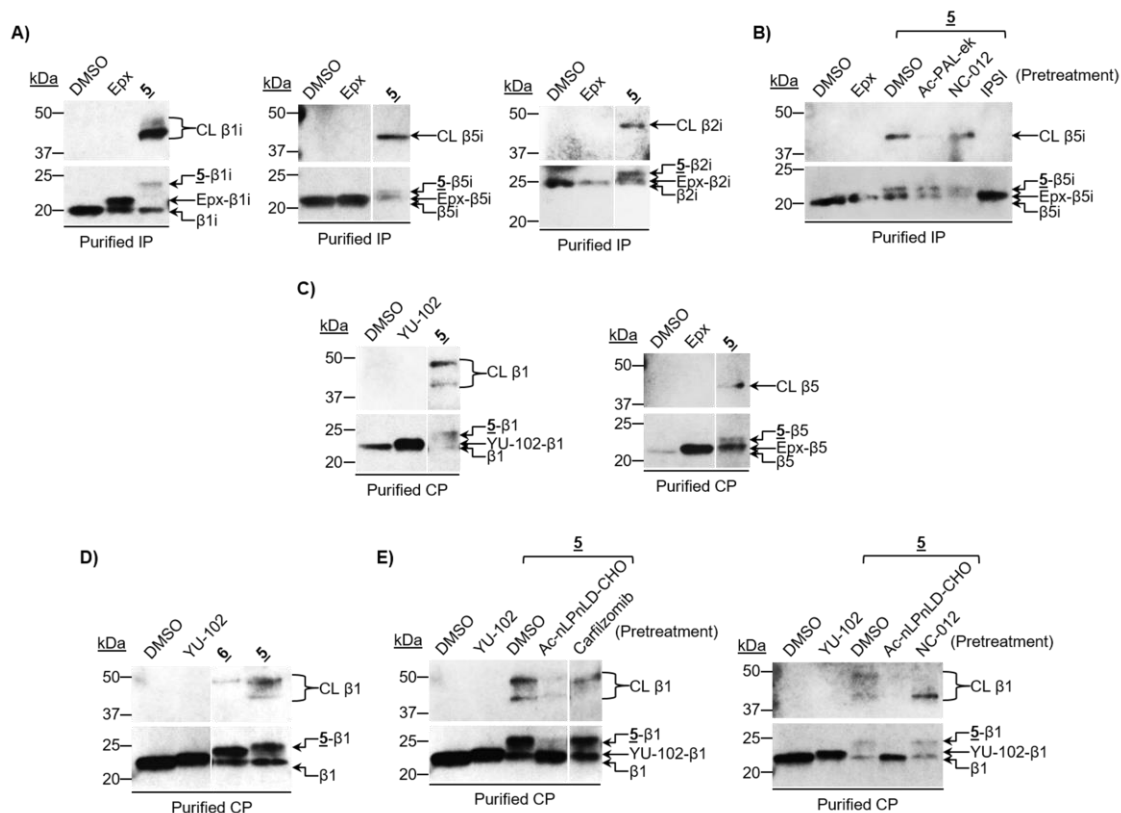 A)
kDa
DMSO
Epx
5
50
37
25
20
CL β1i
5-β1i
Epx-β1i
β1i
Purified IP
kDa
DMSO
Epx
5
50
37
25
20
CL β5i
5-β5i
Epx-β5i
β5i
Purified IP
kDa
DMSO
Epx
5
50
37
25
20
CL β2i
5-β2i
Epx-β2i
β2i
Purified IP
B)
5
kDa
DMSO
Epx
DMSO
Ac-PAL-ek
NC-012
IPSI
(Pretreatment)
50
37
25
20
CL β5i
5-β5i
Epx-β5i
β5i
Purified IP
C)
kDa
DMSO
YU-102
5
50
37
25
20
CL β1
5-β1
YU-102-β1
β1
Purified CP
kDa
DMSO
Epx
5
50
37
25
20
CL β5
5-β5
Epx-β5
β5
Purified CP
D)
kDa
DMSO
YU-102
6
5
50
37
25
20
CL β1
5-β1
β1
Purified CP
E)
5
kDa
DMSO
YU-102
DMSO
Ac-nLPnLD-CHO
Carfilzomib
(Pretreatment)
50
37
25
20
CL β1
5-β1
YU-102-β1
β1
Purified CP
5
kDa
DMSO
YU-102
DMSO
Ac-nLPnLD-CHO
NC-012
(Pretreatment)
50
37
25
20
CL β1
5-β1
YU-102-β1
β1
Purified CP